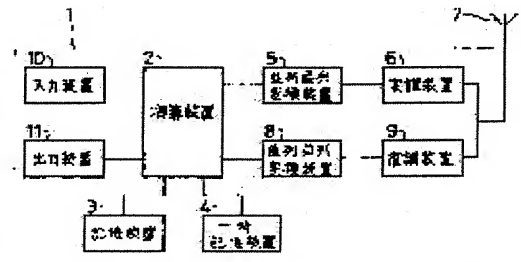 1
7
10
2
5
6
入力装置
演算装置
並列直列
変換装置
変調装置
11
8
9
出力装置
直列並列
変換装置
復調装置
3
4
記憶装置
一時
記憶装置